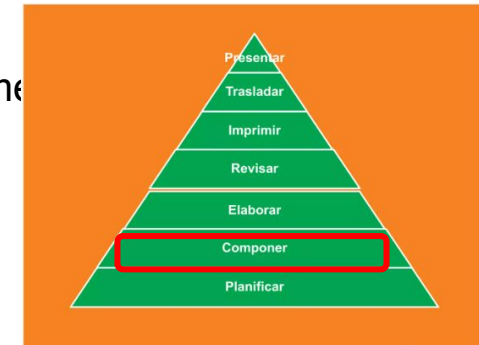 Presentar
Trasladar
Imprimir
Revisar
Elaborar
Componer
Planificar